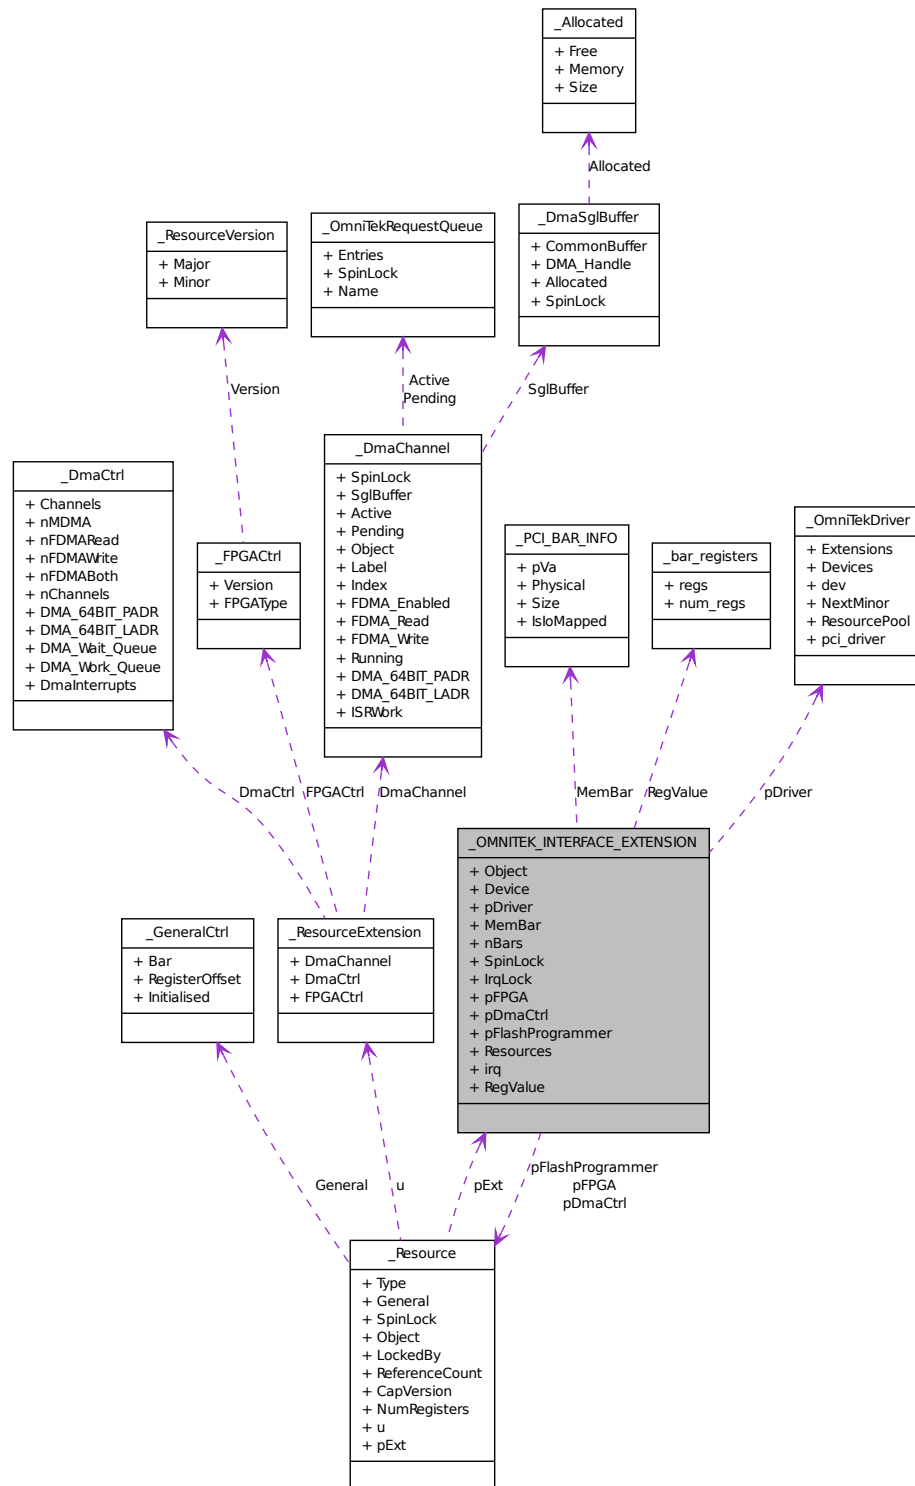 _Allocated
+ Free
+ Memory
+ Size
Allocated
_DmaSglBuffer
+ CommonBuffer
+ DMA_Handle
+ Allocated
+ SpinLock
_OmniTekRequestQueue
+ Entries
+ SpinLock
+ Name
_ResourceVersion
+ Major
+ Minor
Version
Active
Pending
SglBuffer
_DmaChannel
+ SpinLock
+ SglBuffer
+ Active
+ Pending
+ Object
+ Label
+ Index
+ FDMA_Enabled
+ FDMA_Read
+ FDMA_Write
+ Running
+ DMA_64BIT_PADR
+ DMA_64BIT_LADR
+ ISRWork
_DmaCtrl
+ Channels
+ nMDMA
+ nFDMARead
+ nFDMAWrite
+ nFDMABoth
+ nChannels
+ DMA_64BIT_PADR
+ DMA_64BIT_LADR
+ DMA_Wait_Queue
+ DMA_Work_Queue
+ DmaInterrupts
_FPGACtrl
+ Version
+ FPGAType
_PCI_BAR_INFO
+ pVa
+ Physical
+ Size
+ IsIoMapped
_bar_registers
+ regs
+ num_regs
_OmniTekDriver
+ Extensions
+ Devices
+ dev
+ NextMinor
+ ResourcePool
+ pci_driver
DmaCtrl
FPGACtrl
DmaChannel
MemBar
RegValue
pDriver
_OMNITEK_INTERFACE_EXTENSION
+ Object
+ Device
+ pDriver
+ MemBar
+ nBars
+ SpinLock
+ IrqLock
+ pFPGA
+ pDmaCtrl
+ pFlashProgrammer
+ Resources
+ irq
+ RegValue
_GeneralCtrl
+ Bar
+ RegisterOffset
+ Initialised
_ResourceExtension
+ DmaChannel
+ DmaCtrl
+ FPGACtrl
General
u
pExt
pFlashProgrammer
pFPGA
pDmaCtrl
_Resource
+ Type
+ General
+ SpinLock
+ Object
+ LockedBy
+ ReferenceCount
+ CapVersion
+ NumRegisters
+ u
+ pExt